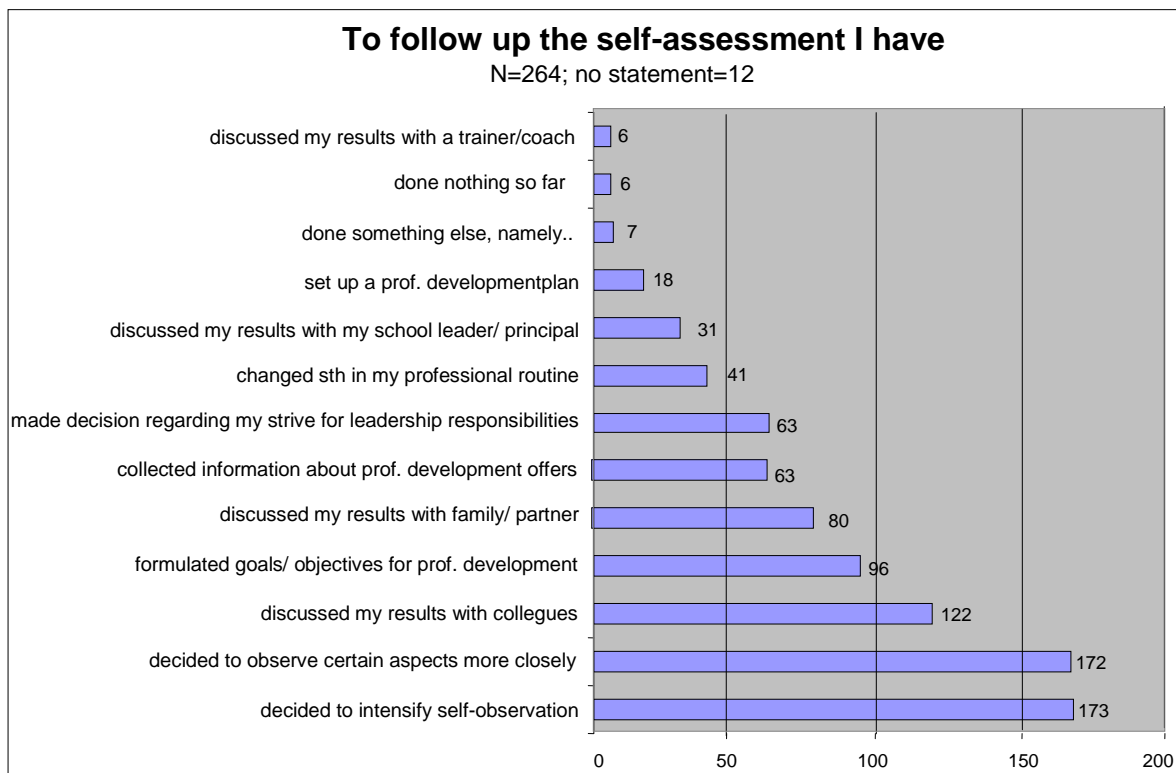 To follow up the self-assessment I have
N=264; no statement=12
discussed my results with a trainer/coach 6
done nothing so far 6
done something else, namely.. 7
set up a prof. developmentplan 18
discussed my results with my school leader/ principal 31
changed sth in my professional routine 41
made decision regarding my strive for leadership responsibilities 63
collected information about prof. development offers 63
discussed my results with family/ partner 80
formulated goals/ objectives for prof. development 96
discussed my results with collegues 122
decided to observe certain aspects more closely 172
decided to intensify self-observation 173
0 50 100 150 200